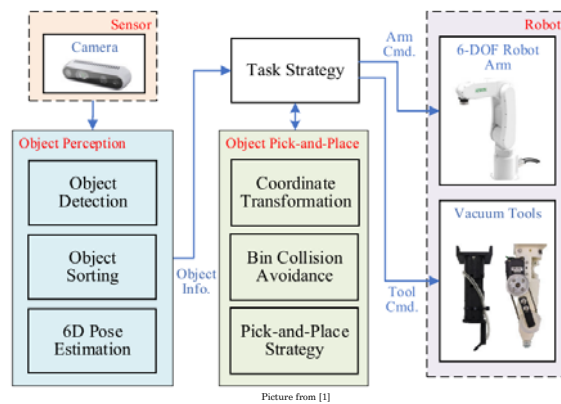 Sensor
Camera
Object Perception
Object
Detection
Object
Sorting
6D Pose
Estimation
Object
Info.
Task Strategy
Object Pick-and-Place
Coordinate
Transformation
Bin Collision
Avoidance
Pick-and-Place
Strategy
Arm
Cmd.
Tool
Cmd.
Robot
6-DOF Robot
Arm
Vacuum Tools
Picture from [1]